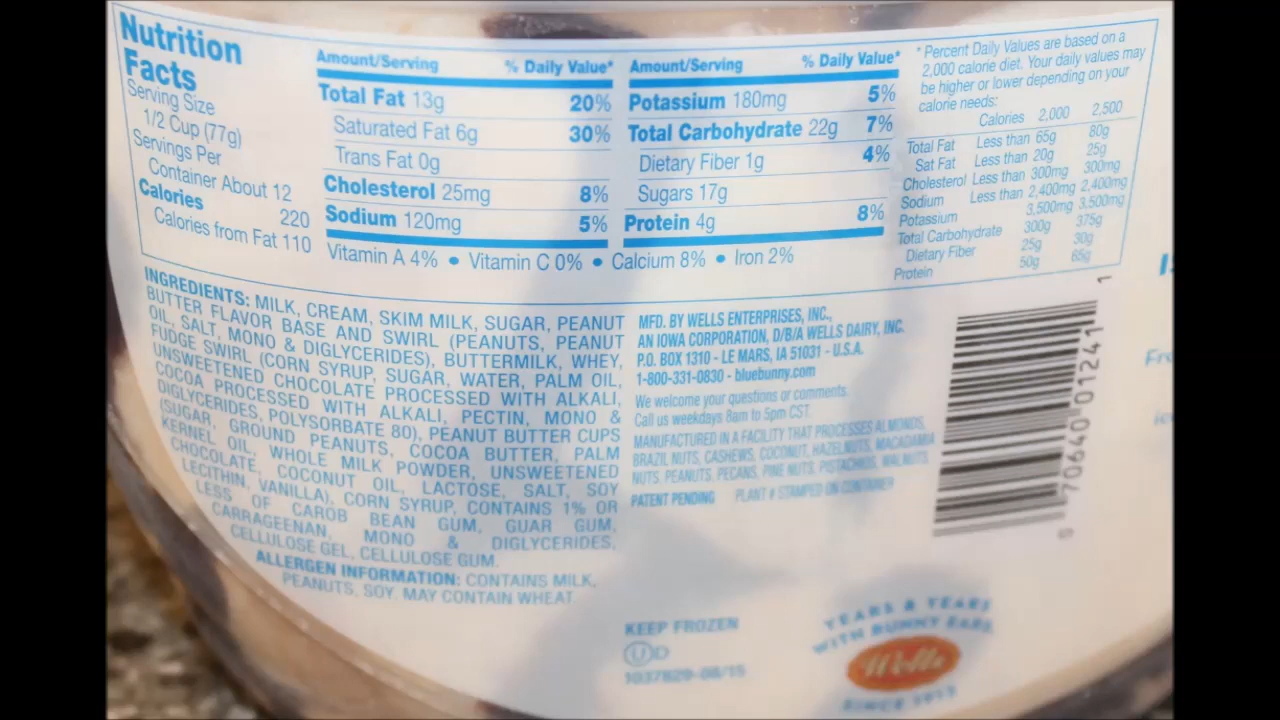 Nutrition
Facts
Serving Size
1/2 Cup (77g)
Servings Per
Container About 12
Calories 220
Calories from Fat 110
Amount/Serving % Daily Value*
Total Fat 13g 20%
Saturated Fat 6g 30%
Trans Fat 0g
Cholesterol 25mg 8%
Sodium 120mg 5%
Amount/Serving % Daily Value*
Potassium 180mg 5%
Total Carbohydrate 22g 7%
Dietary Fiber 1g 4%
Sugars 17g
Protein 4g 8%
Vitamin A 4% • Vitamin C 0% • Calcium 8% • Iron 2%
* Percent Daily Values are based on a
2,000 calorie diet. Your daily values may
be higher or lower depending on your
calorie needs:
Calories 2,000 2,500
Total Fat Less than 65g 80g
Sat Fat Less than 20g 25g
Cholesterol Less than 300mg 300mg
Sodium Less than 2,400mg 2,400mg
Potassium 3,500mg 3,500mg
Total Carbohydrate 300g 375g
Dietary Fiber 25g 30g
Protein 50g 65g
INGREDIENTS: MILK, CREAM, SKIM MILK, SUGAR, PEANUT
BUTTER FLAVOR BASE AND SWIRL (PEANUTS, PEANUT
OIL, SALT, MONO & DIGLYCERIDES), BUTTERMILK, WHEY,
FUDGE SWIRL (CORN SYRUP, SUGAR, WATER, PALM OIL,
UNSWEETENED CHOCOLATE PROCESSED WITH ALKALI,
COCOA PROCESSED WITH ALKALI, PECTIN, MONO &
DIGLYCERIDES, POLYSORBATE 80), PEANUT BUTTER CUPS
(SUGAR, GROUND PEANUTS, COCOA BUTTER, PALM
KERNEL OIL, WHOLE MILK POWDER, UNSWEETENED
CHOCOLATE, COCONUT OIL, LACTOSE, SALT, SOY
LECITHIN, VANILLA), CORN SYRUP, CONTAINS 1% OR
LESS OF CAROB BEAN GUM, GUAR GUM,
CARRAGEENAN, MONO & DIGLYCERIDES,
CELLULOSE GEL, CELLULOSE GUM.
ALLERGEN INFORMATION: CONTAINS MILK,
PEANUTS, SOY. MAY CONTAIN WHEAT.
MFD. BY WELLS ENTERPRISES, INC.,
AN IOWA CORPORATION, D/B/A WELLS DAIRY, INC.
P.O. BOX 1310 - LE MARS, IA 51031 - U.S.A.
1-800-331-0830 - bluebunny.com
We welcome your questions or comments.
Call us weekdays 8am to 5pm CST.
MANUFACTURED IN A FACILITY THAT PROCESSES ALMONDS,
BRAZIL NUTS, CASHEWS, COCONUT, HAZELNUTS, MACADAMIA
NUTS, PEANUTS, PECANS, PINE NUTS, PISTACHIOS, WALNUTS.
PATENT PENDING PLANT # STAMPED ON CONTAINER
0 70640 01241 1
KEEP FROZEN
U D
1037820-08/15
YEARS & YEARS
WITH BUNNY EARS
Wells
SINCE 1913